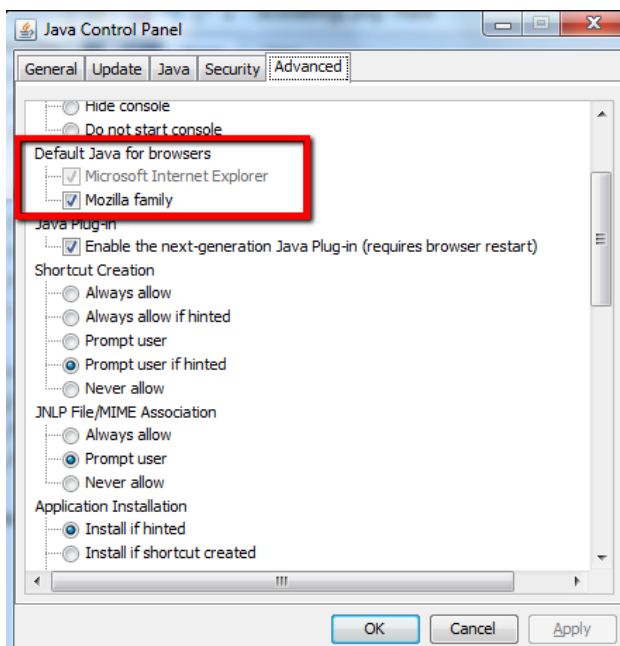 Java Control Panel
General Update Java Security Advanced
Hide console
Do not start console
Default Java for browsers
Microsoft Internet Explorer
Mozilla family
Java Plug-in
Enable the next-generation Java Plug-in (requires browser restart)
Shortcut Creation
Always allow
Always allow if hinted
Prompt user
Prompt user if hinted
Never allow
JNLP File/MIME Association
Always allow
Prompt user
Never allow
Application Installation
Install if hinted
Install if shortcut created
OK Cancel Apply